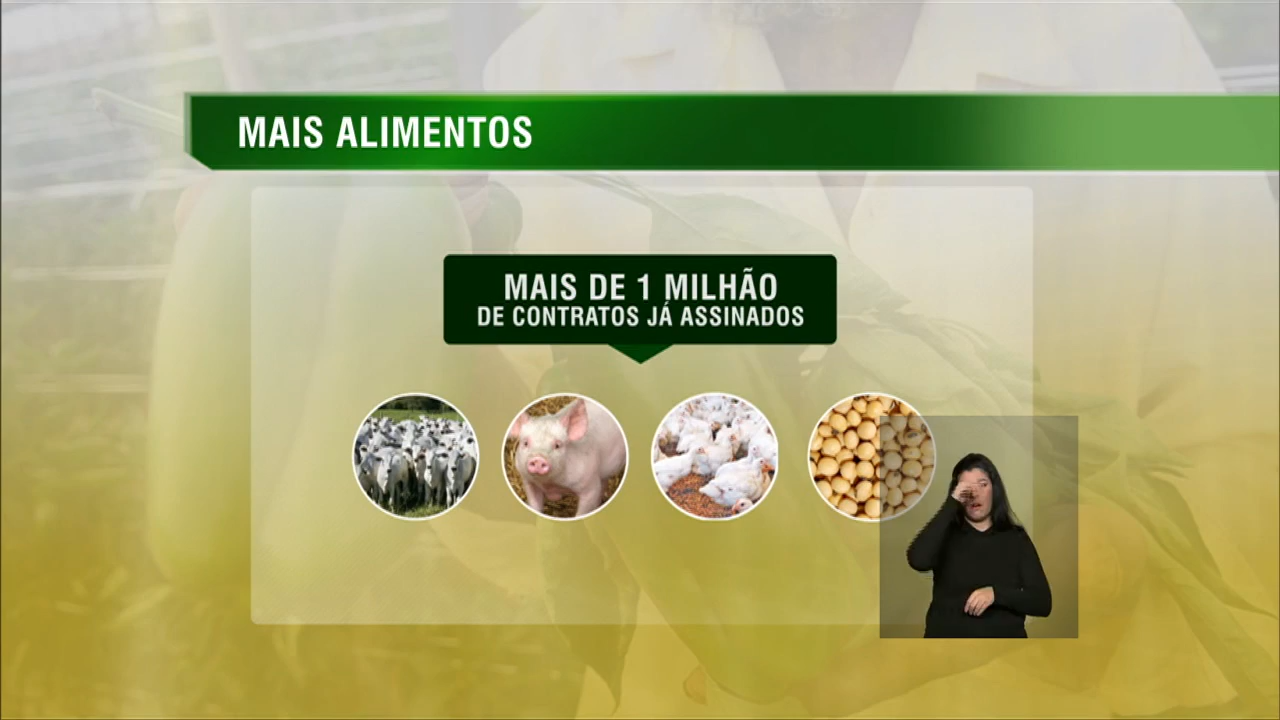 MAIS ALIMENTOS
MAIS DE 1 MILHÃO
DE CONTRATOS JÁ ASSINADOS